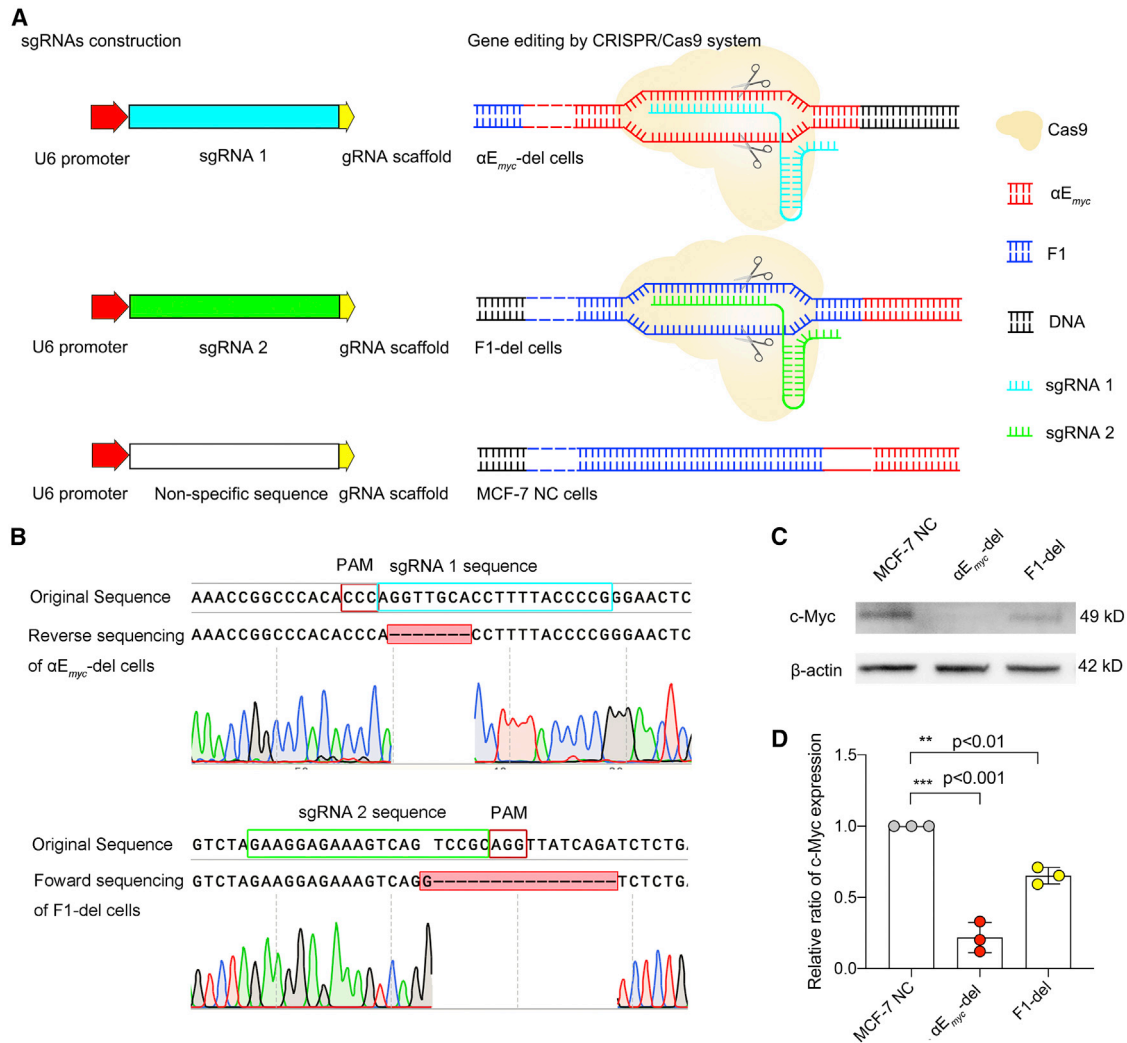 A
sgRNAs construction
Gene editing by CRISPR/Cas9 system
U6 promoter
sgRNA 1
gRNA scaffold
αEmyc-del cells
Cas9
αEmyc
F1
DNA
sgRNA 1
sgRNA 2
U6 promoter
sgRNA 2
gRNA scaffold
F1-del cells
U6 promoter
Non-specific sequence
gRNA scaffold
MCF-7 NC cells
B
PAM
sgRNA 1 sequence
Original Sequence
AAACCGGCCCACACCCAGGTTGCACCTTTTACCCCGGGAACTC
Reverse sequencing
of αEmyc-del cells
AAACCGGCCCACACCCA-------CCTTTTACCCCGGGAACTC
sgRNA 2 sequence
PAM
Original Sequence
GTCTAGAAGGAGAAAGTCAG TCCGCAGGTTATCAGATCTCTG
Foward sequencing
of F1-del cells
GTCTAGAAGGAGAAAGTCAGG----------------TCTCTG
C
MCF-7 NC
αEmyc-del
F1-del
c-Myc
49 kD
β-actin
42 kD
D
Relative ratio of c-Myc expression
1.5
1.0
0.5
0.0
** p<0.01
*** p<0.001
MCF-7 NC
αEmyc-del
F1-del